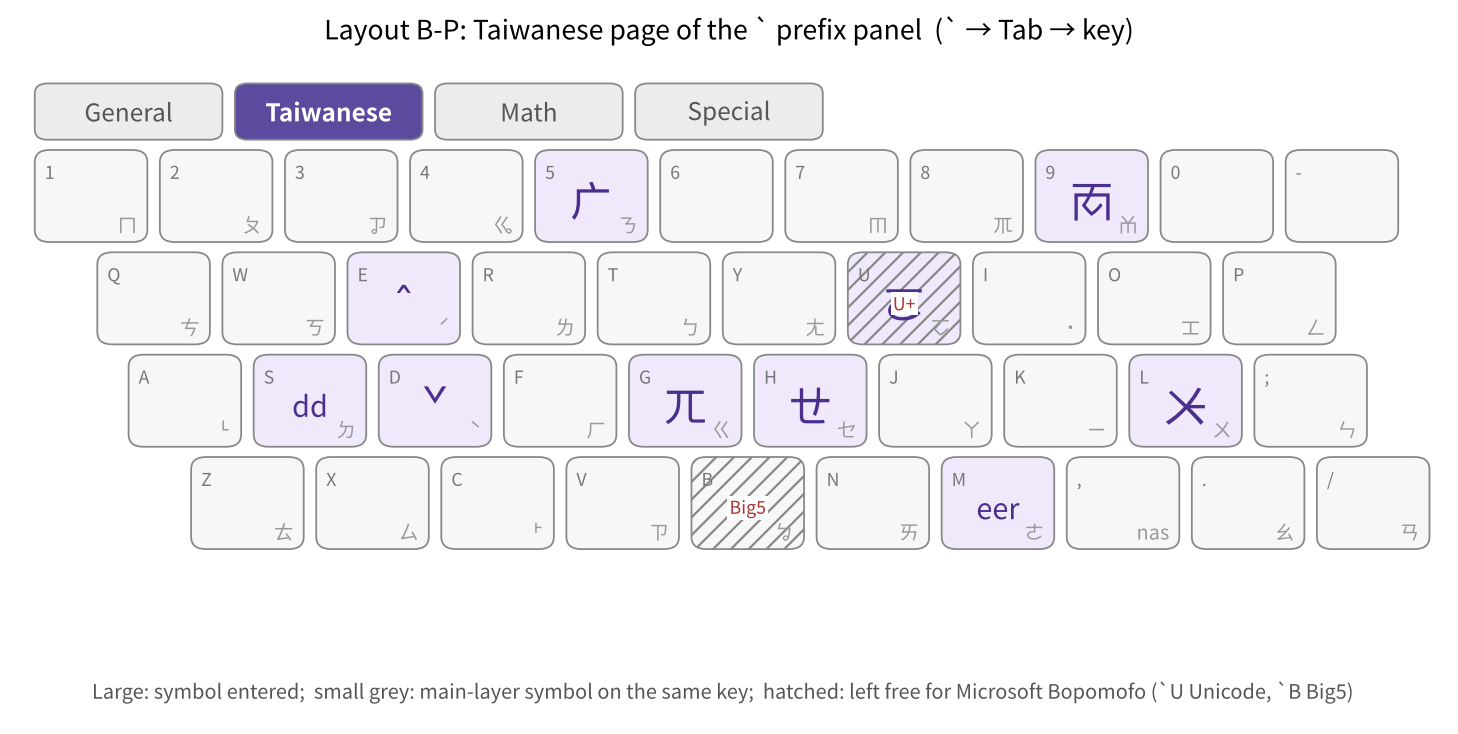 Layout B-P: Taiwanese page of the ` prefix panel (` → Tab → key)
General Taiwanese Math Special
1 2 3 4 5 广 6 7 8 9 0 -
ㄇ ㄆ ㄗ ㄋ
Q W E ˆ R T Y U U+ I O P
ㄘ ㄎ ˊ ㄌ ㄅ ㄤ ˙ ㄥ
A S dd D ˇ F G ㄫ H せ J K L ㄨ ;
ㄏ ㄍ ㄚ ㄧ ㄨ ㄣ
Z X C V B Big5 N M eer , . /
ㄊ ㄙ ㄗ ㄞ nas ㄠ ㄢ
Large: symbol entered; small grey: main-layer symbol on the same key; hatched: left free for Microsoft Bopomofo (`U Unicode, `B Big5)